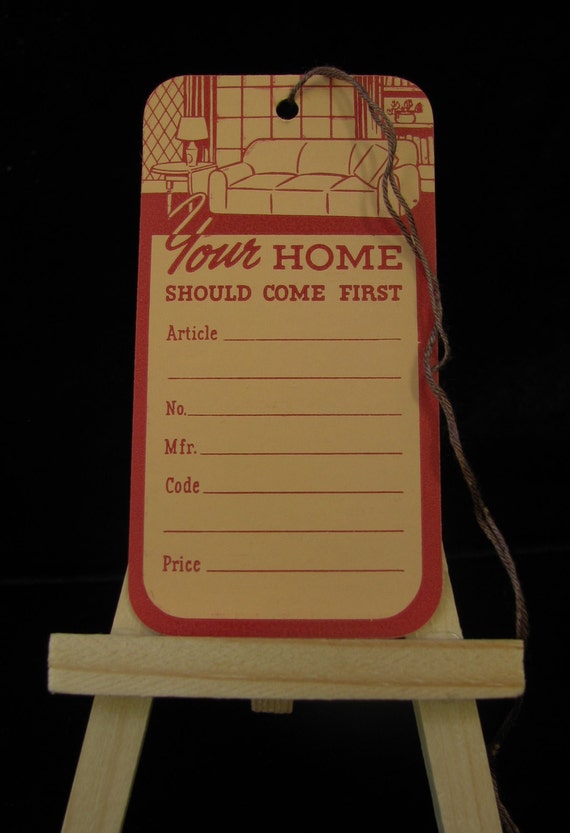 Your HOME
SHOULD COME FIRST
Article
No.
Mfr.
Code
Price